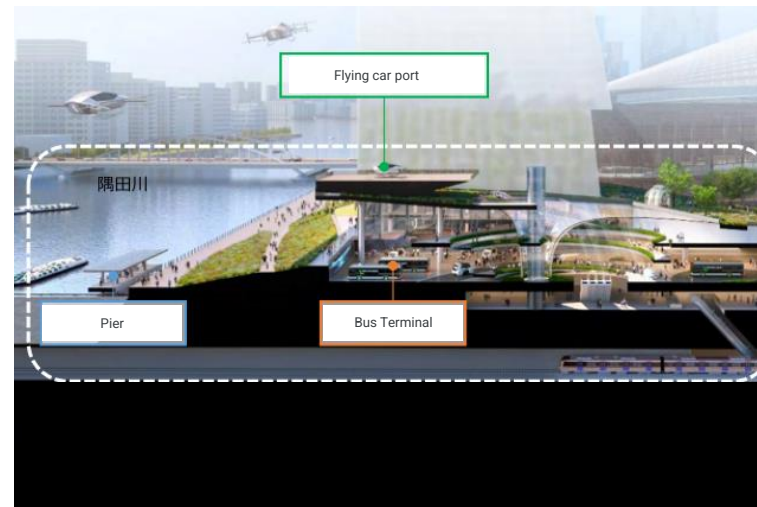 Flying car port
隅田川
Pier
Bus Terminal